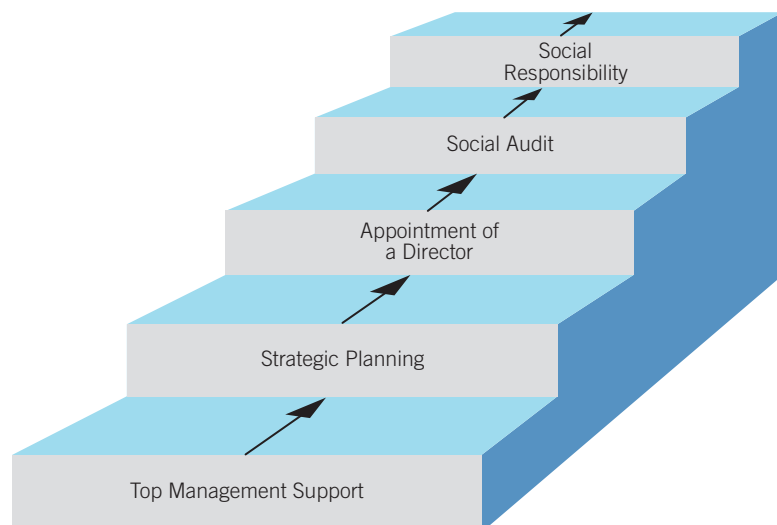 Social
Responsibility
Social Audit
Appointment of
a Director
Strategic Planning
Top Management Support